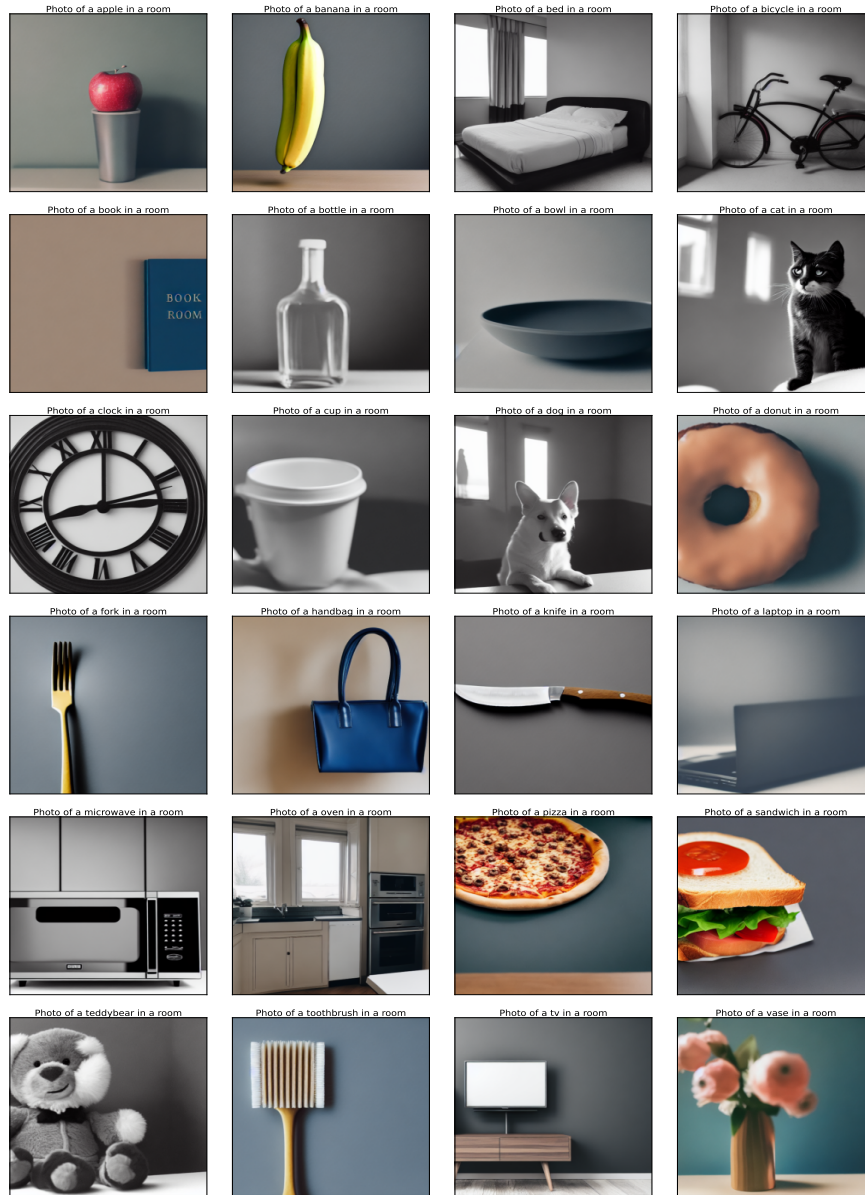 Photo of a apple in a room
Photo of a banana in a room
Photo of a bed in a room
Photo of a bicycle in a room
Photo of a book in a room
Photo of a bottle in a room
Photo of a bowl in a room
Photo of a cat in a room
BOOK
ROOM
Photo of a clock in a room
Photo of a cup in a room
Photo of a dog in a room
Photo of a donut in a room
Photo of a fork in a room
Photo of a handbag in a room
Photo of a knife in a room
Photo of a laptop in a room
Photo of a microwave in a room
Photo of a oven in a room
Photo of a pizza in a room
Photo of a sandwich in a room
Photo of a teddybear in a room
Photo of a toothbrush in a room
Photo of a tv in a room
Photo of a vase in a room